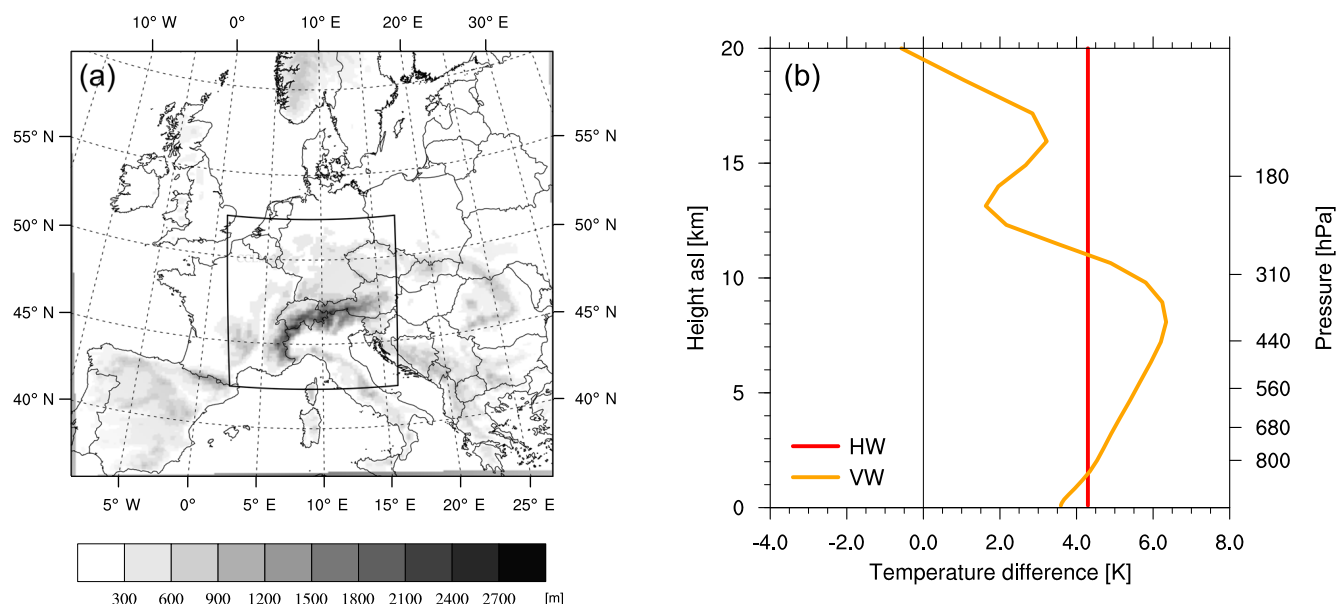 10° W 0° 10° E 20° E 30° E
(a)
55° N 55° N
50° N 50° N
45° N 45° N
40° N 40° N
5° W 0° 5° E 10° E 15° E 20° E 25° E
300 600 900 1200 1500 1800 2100 2400 2700 [m]
(b)
Height asl [km]
20
15
10
5
0
HW
VW
-4.0 -2.0 0.0 2.0 4.0 6.0 8.0
Temperature difference [K]
180
310
440
560
680
800
Pressure [hPa]